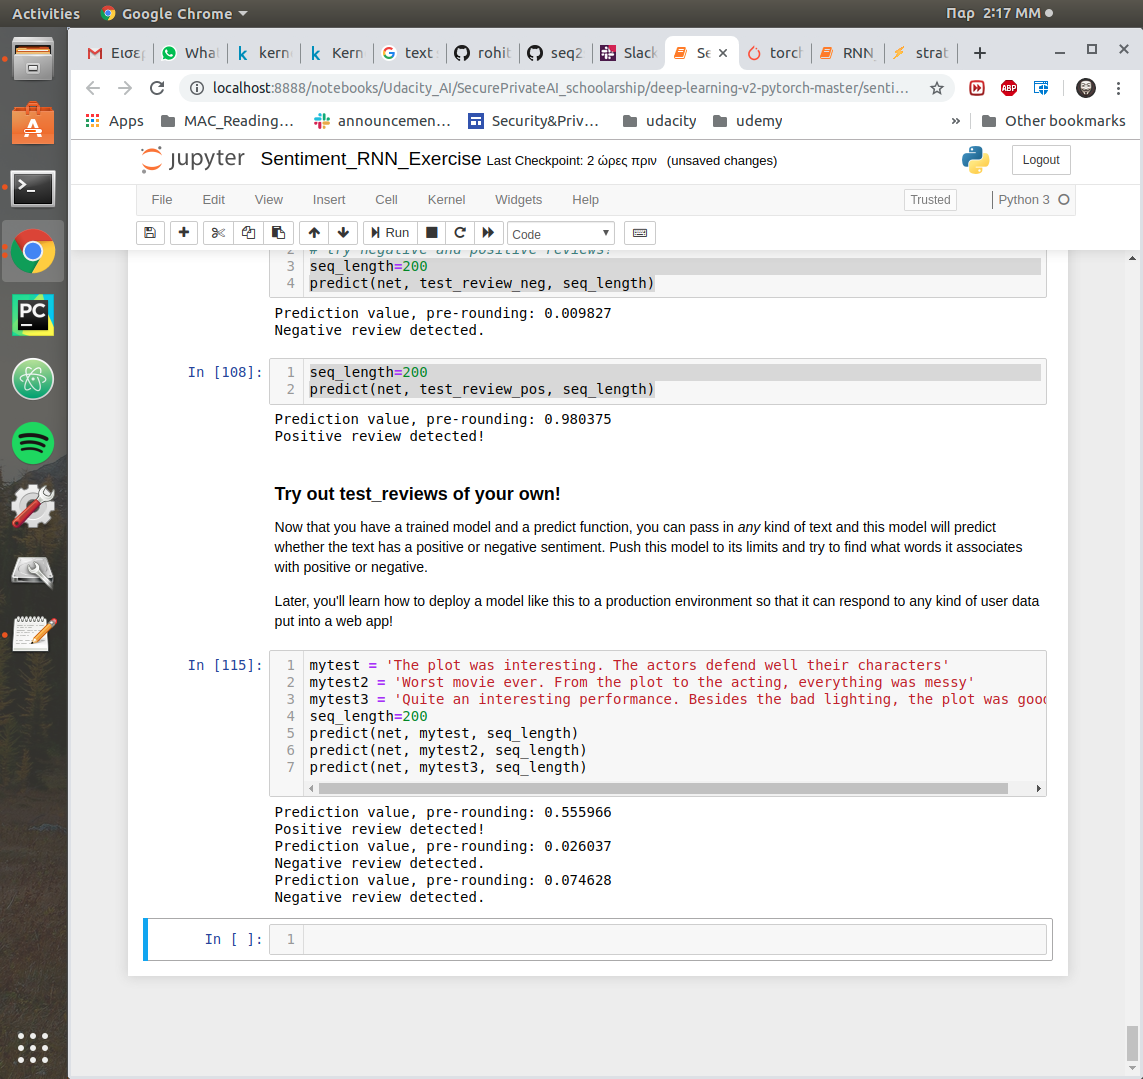 Activities Google Chrome Παρ 2:17 ΜΜ
Εισερ Wha kern Kern text rohit seq2 Slack Se torch RNN strat
localhost:8888/notebooks/Udacity_AI/SecurePrivateAI_schoolarship/deep-learning-v2-pytorch-master/senti... ABP
Apps MAC_Reading... announcemen... Security&Priv... udacity udemy » Other bookmarks
jupyter Sentiment_RNN_Exercise Last Checkpoint: 2 ώρες πριν (unsaved changes) Logout
File Edit View Insert Cell Kernel Widgets Help Trusted Python 3
Run Code
2 # try negative and positive reviews!
3 seq_length=200
4 predict(net, test_review_neg, seq_length)
Prediction value, pre-rounding: 0.009827
Negative review detected.
In [108]: 1 seq_length=200
2 predict(net, test_review_pos, seq_length)
Prediction value, pre-rounding: 0.980375
Positive review detected!
Try out test_reviews of your own!
Now that you have a trained model and a predict function, you can pass in any kind of text and this model will predict
whether the text has a positive or negative sentiment. Push this model to its limits and try to find what words it associates
with positive or negative.
Later, you'll learn how to deploy a model like this to a production environment so that it can respond to any kind of user data
put into a web app!
In [115]: 1 mytest = 'The plot was interesting. The actors defend well their characters'
2 mytest2 = 'Worst movie ever. From the plot to the acting, everything was messy'
3 mytest3 = 'Quite an interesting performance. Besides the bad lighting, the plot was good
4 seq_length=200
5 predict(net, mytest, seq_length)
6 predict(net, mytest2, seq_length)
7 predict(net, mytest3, seq_length)
Prediction value, pre-rounding: 0.555966
Positive review detected!
Prediction value, pre-rounding: 0.026037
Negative review detected.
Prediction value, pre-rounding: 0.074628
Negative review detected.
In [ ]: 1
PC